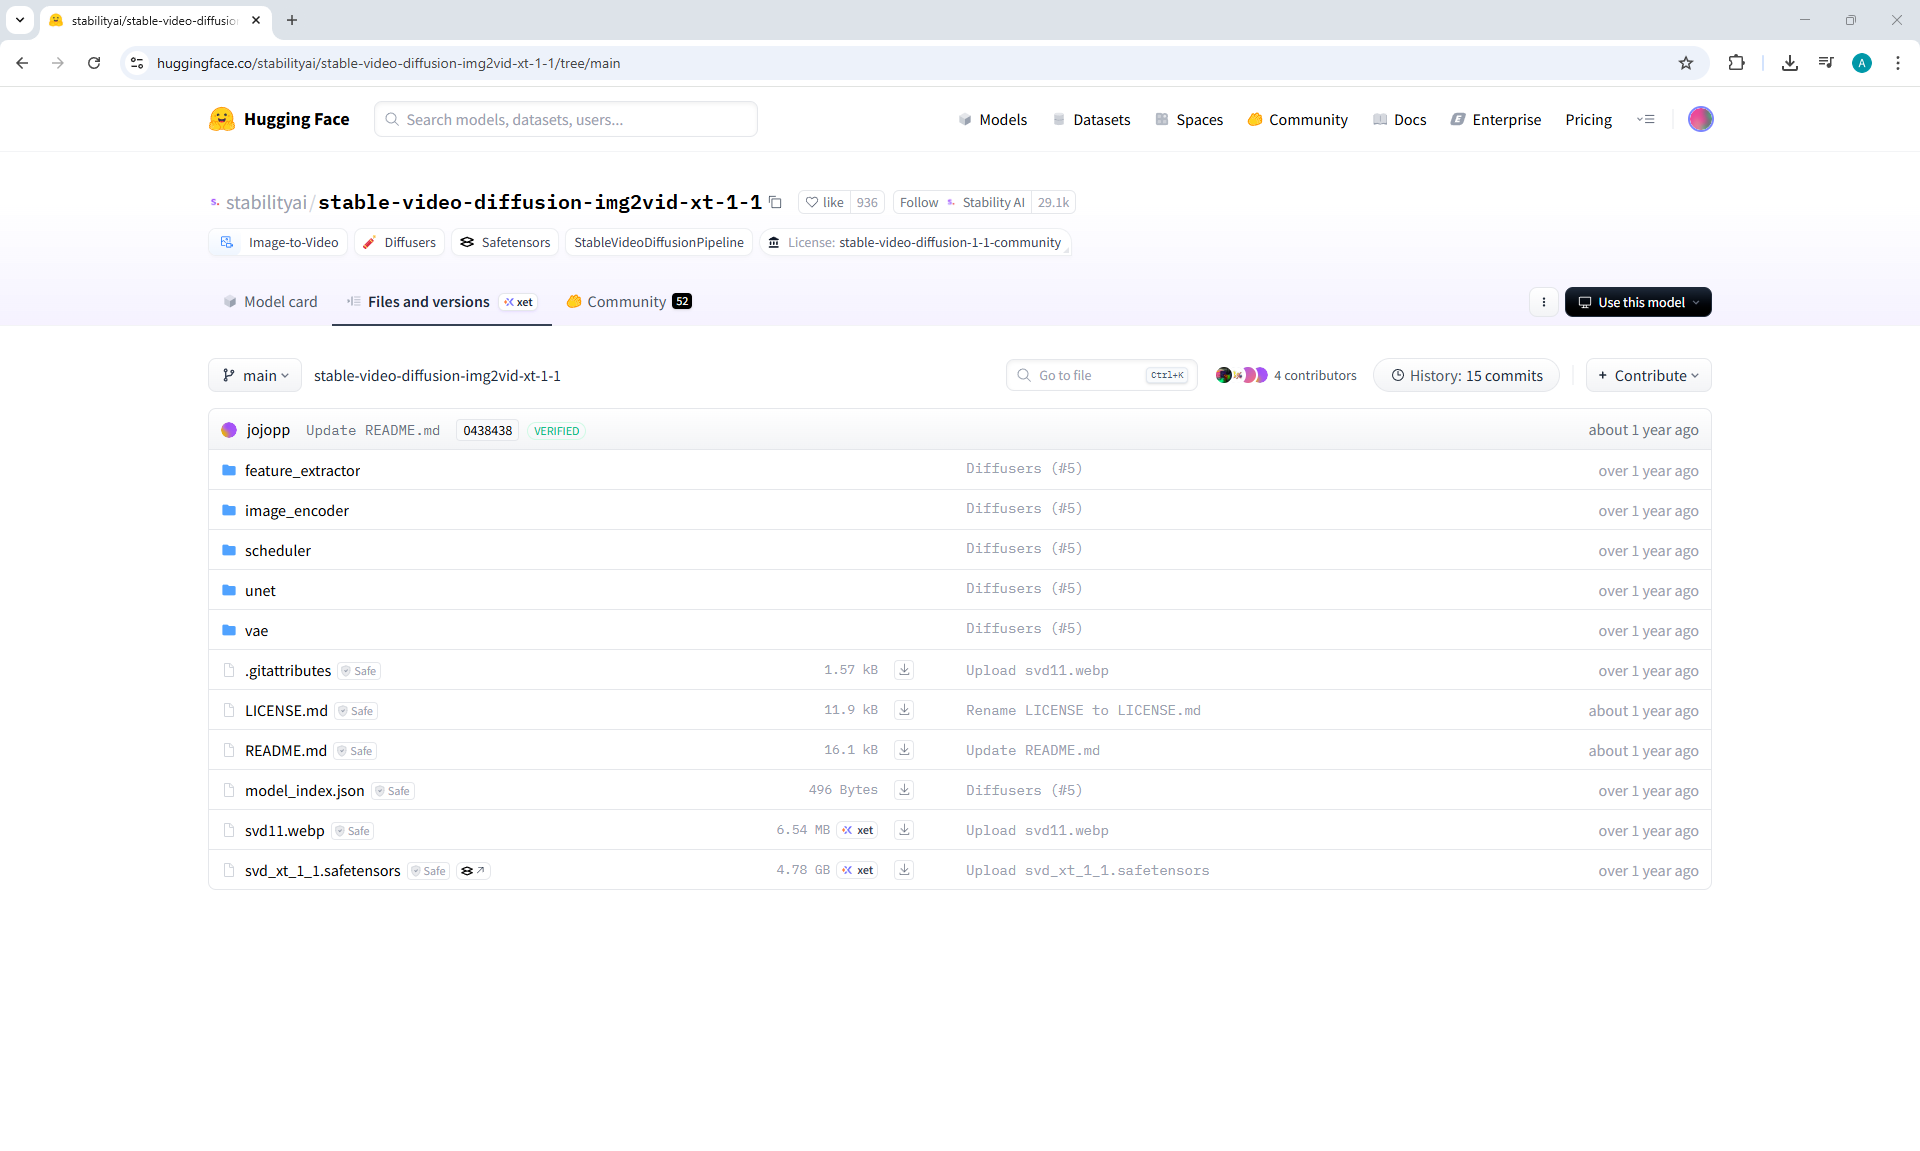 stabilityai/stable-video-diffusio
huggingface.co/stabilityai/stable-video-diffusion-img2vid-xt-1-1/tree/main
A
Hugging Face
Search models, datasets, users...
Models
Datasets
Spaces
Community
Docs
Enterprise
Pricing
stabilityai/stable-video-diffusion-img2vid-xt-1-1
like 936
Follow Stability AI 29.1k
Image-to-Video
Diffusers
Safetensors
StableVideoDiffusionPipeline
License: stable-video-diffusion-1-1-community
Model card
Files and versions xet
Community 52
Use this model
main
stable-video-diffusion-img2vid-xt-1-1
Go to file Ctrl+K
4 contributors
History: 15 commits
+ Contribute
jojopp Update README.md 0438438 VERIFIED about 1 year ago
feature_extractor Diffusers (#5) over 1 year ago
image_encoder Diffusers (#5) over 1 year ago
scheduler Diffusers (#5) over 1 year ago
unet Diffusers (#5) over 1 year ago
vae Diffusers (#5) over 1 year ago
.gitattributes Safe 1.57 kB Upload svd11.webp over 1 year ago
LICENSE.md Safe 11.9 kB Rename LICENSE to LICENSE.md about 1 year ago
README.md Safe 16.1 kB Update README.md about 1 year ago
model_index.json Safe 496 Bytes Diffusers (#5) over 1 year ago
svd11.webp Safe 6.54 MB xet Upload svd11.webp over 1 year ago
svd_xt_1_1.safetensors Safe 4.78 GB xet Upload svd_xt_1_1.safetensors over 1 year ago